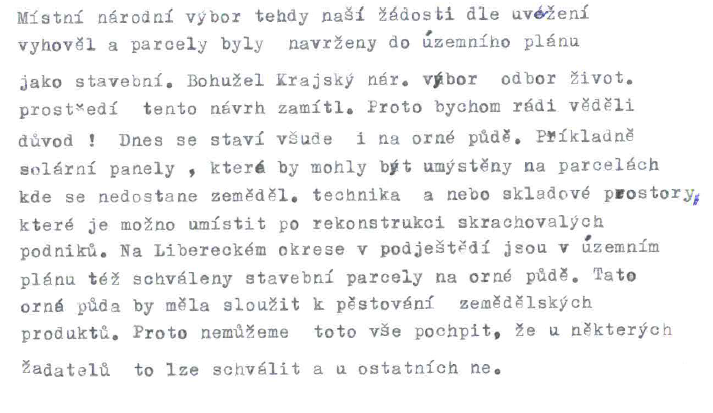 Místní národní výbor tehdy naší žádosti dle uvážení
vyhověl a parcely byly navrženy do územního plánu
jako stavební. Bohužel Krajský nár. výbor odbor život.
prostředí tento návrh zamítl. Proto bychom rádi věděli
důvod ! Dnes se staví všude i na orné půdě. Příkladně
solární panely , které by mohly být umýstěny na parcelách
kde se nedostane zeměděl. technika a nebo skladové prostory,
které je možno umístit po rekonstrukci skrachovalých
podniků. Na Libereckém okrese v podještědí jsou v územním
plánu též schváleny stavební parcely na orné půdě. Tato
orná půda by měla sloužit k pěstování zemědělských
produktů. Proto nemůžeme toto vše pochpit, že u některých
žadatelů to lze schválit a u ostatních ne.